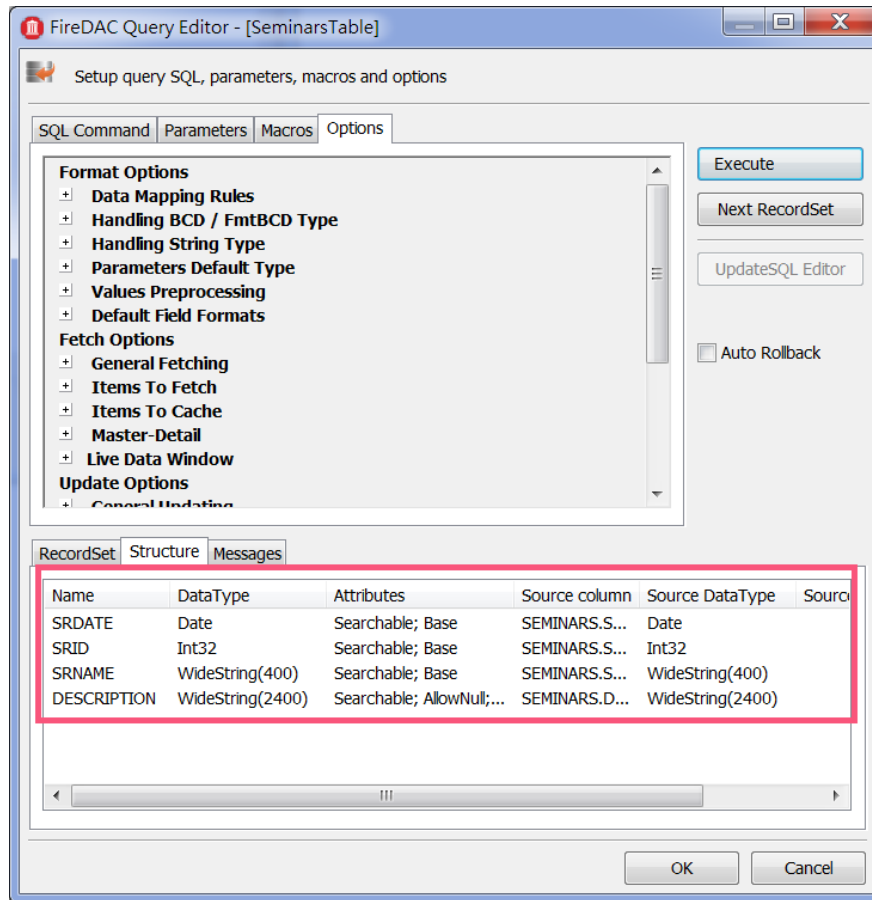 FireDAC Query Editor - [SeminarsTable]
Setup query SQL, parameters, macros and options
SQL Command Parameters Macros Options
Format Options
Data Mapping Rules
Handling BCD / FmtBCD Type
Handling String Type
Parameters Default Type
Values Preprocessing
Default Field Formats
Fetch Options
General Fetching
Items To Fetch
Items To Cache
Master-Detail
Live Data Window
Update Options
General Updating
Execute
Next RecordSet
UpdateSQL Editor
Auto Rollback
RecordSet Structure Messages
Name DataType Attributes Source column Source DataType Sourc
SRDATE Date Searchable; Base SEMINARS.S... Date
SRID Int32 Searchable; Base SEMINARS.S... Int32
SRNAME WideString(400) Searchable; Base SEMINARS.S... WideString(400)
DESCRIPTION WideString(2400) Searchable; AllowNull;... SEMINARS.D... WideString(2400)
OK Cancel